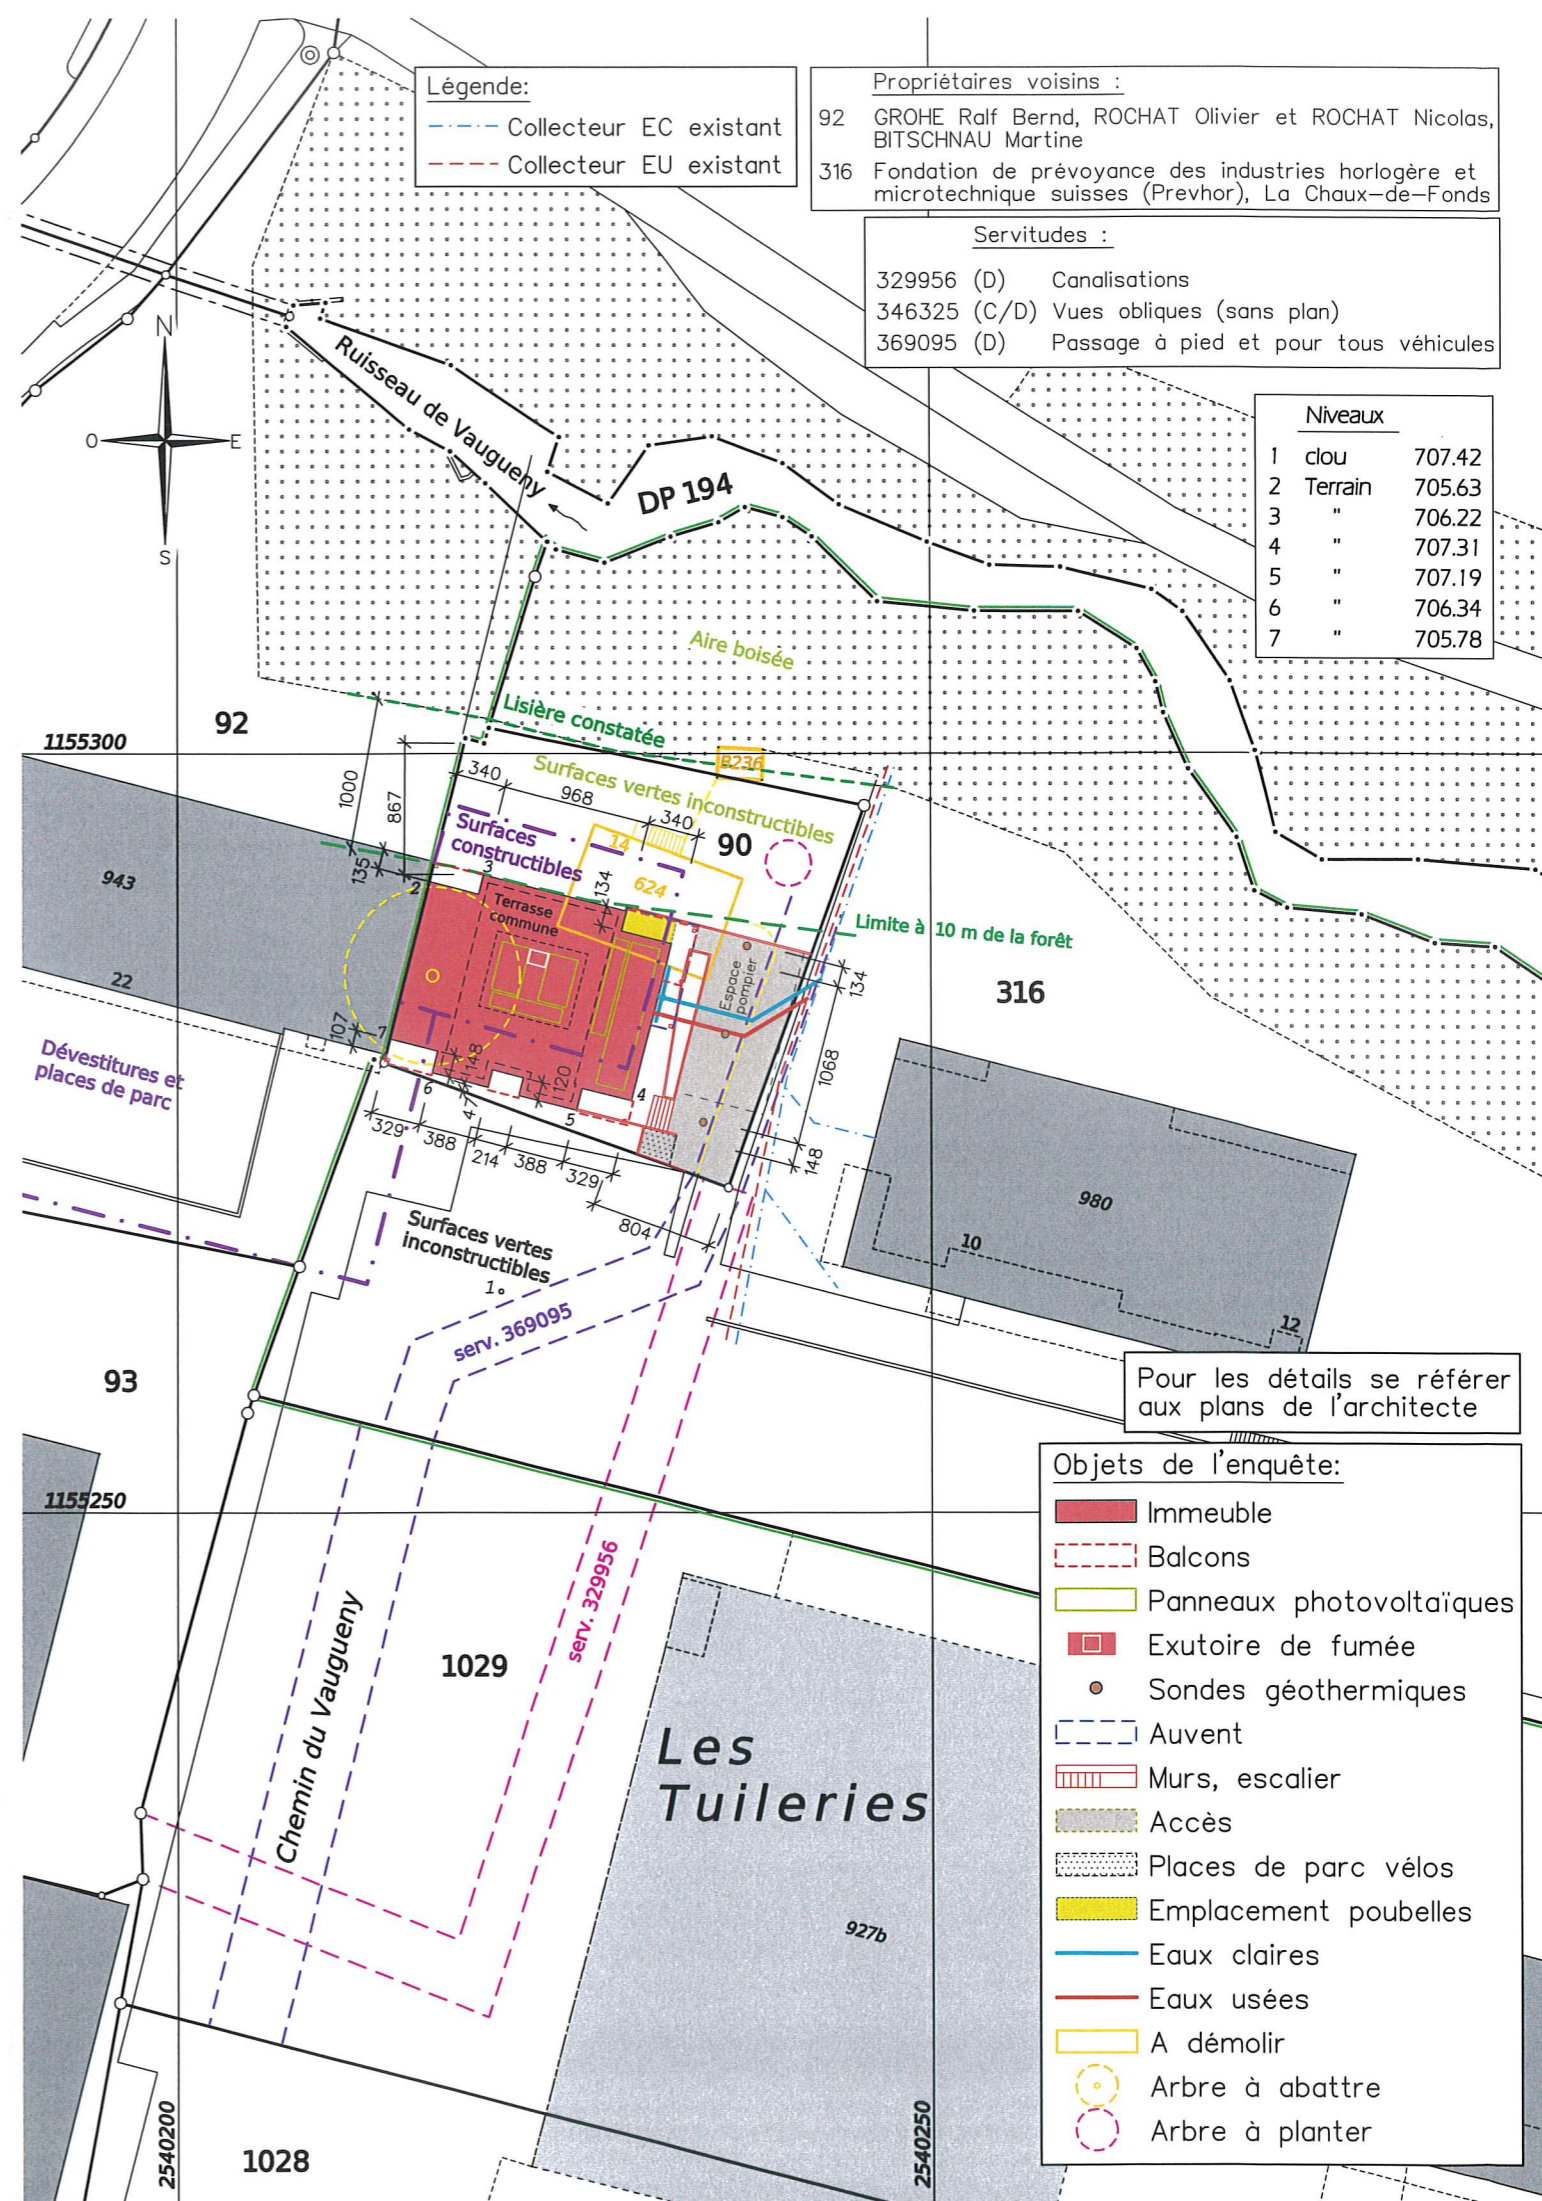 Légende:
Collecteur EC existant
Collecteur EU existant
Propriétaires voisins :
92 GROHE Ralf Bernd, ROCHAT Olivier et ROCHAT Nicolas,
BITSCHNAU Martine
316 Fondation de prévoyance des industries horlogère et
microtechnique suisses (Prevhor), La Chaux-de-Fonds
Servitudes :
329956 (D) Canalisations
346325 (C/D) Vues obliques (sans plan)
369095 (D) Passage à pied et pour tous véhicules
Niveaux
1 clou 707.42
2 Terrain 705.63
3 " 706.22
4 " 707.31
5 " 707.19
6 " 706.34
7 " 705.78
N
O
E
S
Ruisseau de Vaugueny
DP 194
Aire boisée
92
Lisière constatée
1155300
B236
Surfaces vertes inconstructibles
340
968
340
1000
867
Surfaces
constructibles
14
90
943
135
2
3
624
134
Terrasse
commune
Limite à 10 m de la forêt
Espace
pompier
134
316
22
107
7
1068
Dévestitures et
places de parc
148
120
6
4
5
4
329
388
214
388
329
148
804
980
10
12
Surfaces vertes
inconstructibles
1
serv. 369095
93
Pour les détails se référer
aux plans de l'architecte
1155250
Objets de l'enquête:
Immeuble
Balcons
Panneaux photovoltaïques
Exutoire de fumée
Sondes géothermiques
Auvent
Murs, escalier
Accès
Places de parc vélos
Emplacement poubelles
Eaux claires
Eaux usées
A démolir
Arbre à abattre
Arbre à planter
serv. 329956
Chemin du Vaugueny
1029
Les
Tuileries
927b
2540200
2540250
1028